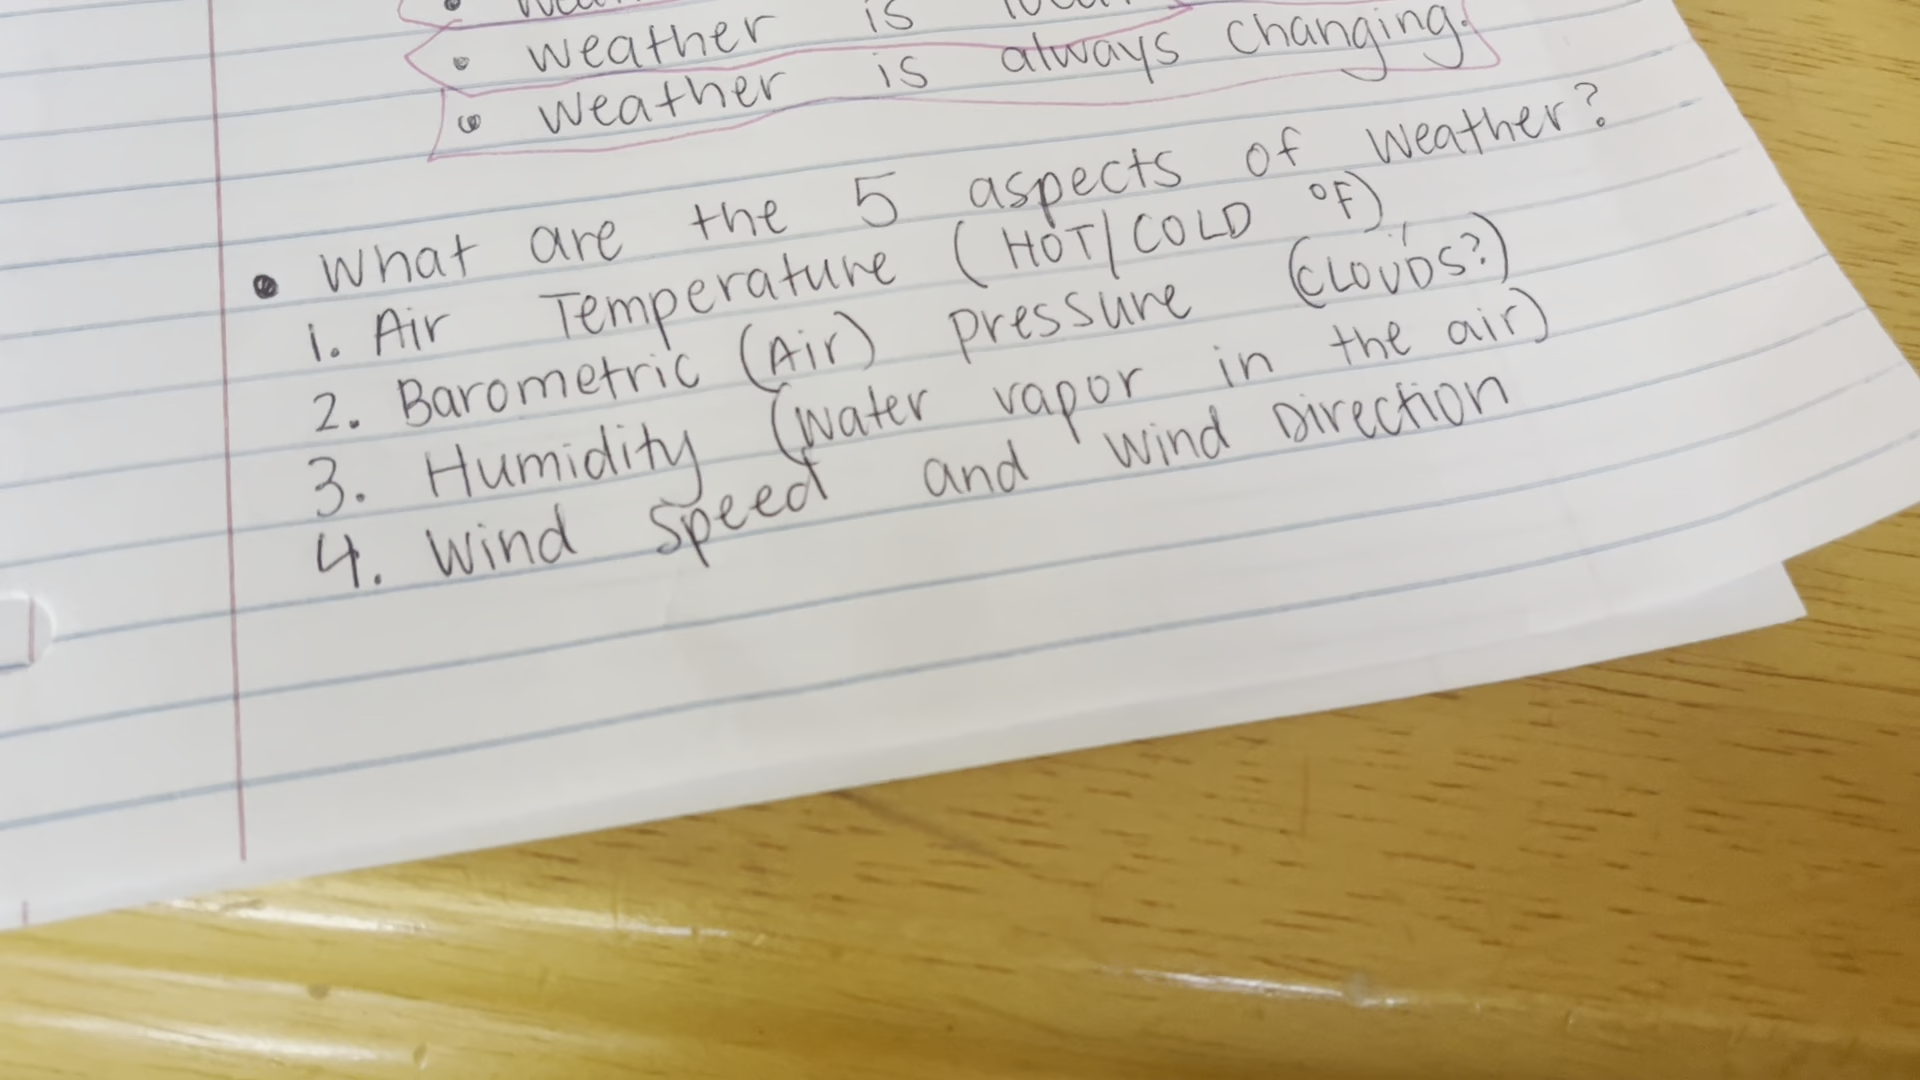 • weather is
• weather is always changing.
• What are the 5 aspects of weather?
1. Air Temperature (HOT/COLD °F)
2. Barometric (Air) pressure (CLOUDS?)
3. Humidity (water vapor in the air)
4. Wind speed and wind Direction